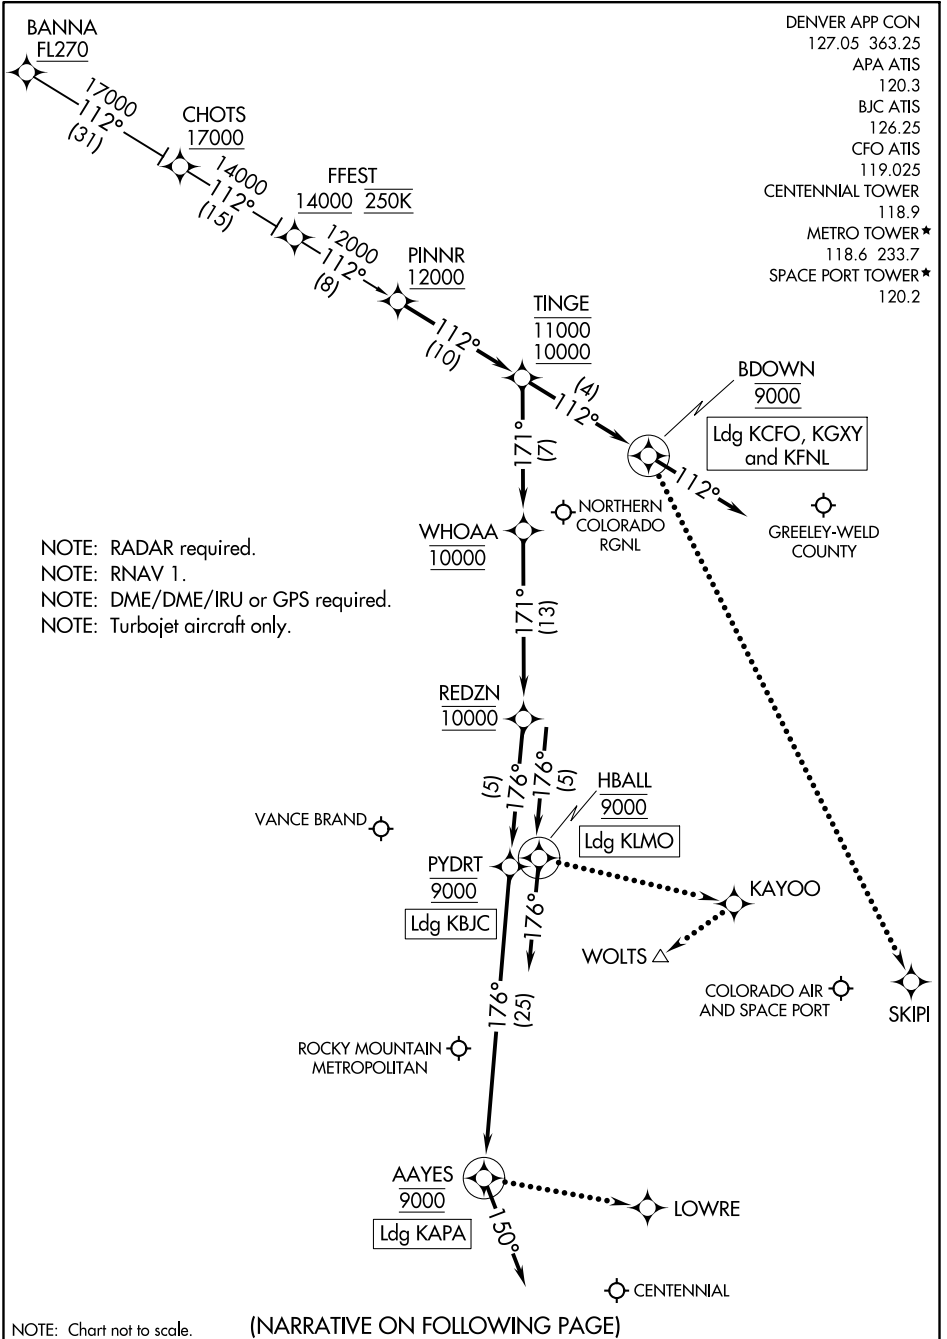 BANNA
FL270
DENVER APP CON
127.05 363.25
APA ATIS
120.3
BJC ATIS
126.25
CFO ATIS
119.025
CENTENNIAL TOWER
118.9
METRO TOWER★
118.6 233.7
SPACE PORT TOWER★
120.2
17000
112°
(31)
CHOTS
17000
14000
112°
(15)
FFEST
14000 250K
12000
112°
(8)
PINNR
12000
112°
(10)
TINGE
11000
10000
(4)
112°
BDOWN
9000
Ldg KCFO, KGXY
and KFNL
112°
171°
(7)
NORTHERN
COLORADO
RGNL
GREELEY-WELD
COUNTY
WHOAA
10000
NOTE: RADAR required.
NOTE: RNAV 1.
NOTE: DME/DME/IRU or GPS required.
NOTE: Turbojet aircraft only.
171°
(13)
REDZN
10000
(5)
176°
176°
(5)
HBALL
9000
Ldg KLMO
VANCE BRAND
PYDRT
9000
Ldg KBJC
176°
KAYOO
WOLTS
COLORADO AIR
AND SPACE PORT
SKIPI
176°
(25)
ROCKY MOUNTAIN
METROPOLITAN
AAYES
9000
Ldg KAPA
150°
LOWRE
CENTENNIAL
NOTE: Chart not to scale.
(NARRATIVE ON FOLLOWING PAGE)